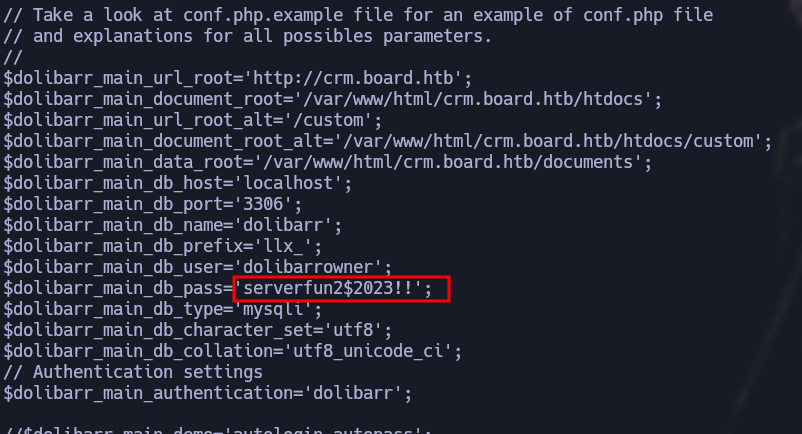 // Take a look at conf.php.example file for an example of conf.php file
// and explanations for all possibles parameters.
//
$dolibarr_main_url_root='http://crm.board.htb';
$dolibarr_main_document_root='/var/www/html/crm.board.htb/htdocs';
$dolibarr_main_url_root_alt='/custom';
$dolibarr_main_document_root_alt='/var/www/html/crm.board.htb/htdocs/custom';
$dolibarr_main_data_root='/var/www/html/crm.board.htb/documents';
$dolibarr_main_db_host='localhost';
$dolibarr_main_db_port='3306';
$dolibarr_main_db_name='dolibarr';
$dolibarr_main_db_prefix='llx_';
$dolibarr_main_db_user='dolibarrowner';
$dolibarr_main_db_pass='serverfun2$2023!!';
$dolibarr_main_db_type='mysqli';
$dolibarr_main_db_character_set='utf8';
$dolibarr_main_db_collation='utf8_unicode_ci';
// Authentication settings
$dolibarr_main_authentication='dolibarr';
//$dolibarr_main_demo='autologin,autopass';